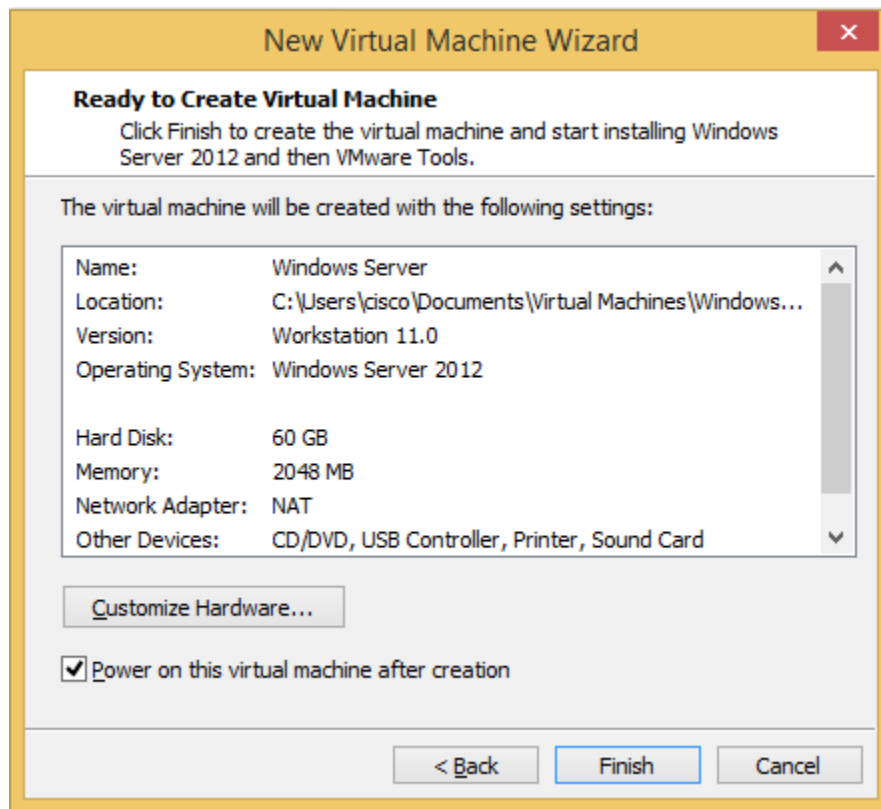 New Virtual Machine Wizard
Ready to Create Virtual Machine
Click Finish to create the virtual machine and start installing Windows
Server 2012 and then VMware Tools.
The virtual machine will be created with the following settings:
Name: Windows Server
Location: C:\Users\cisco\Documents\Virtual Machines\Windows...
Version: Workstation 11.0
Operating System: Windows Server 2012
Hard Disk: 60 GB
Memory: 2048 MB
Network Adapter: NAT
Other Devices: CD/DVD, USB Controller, Printer, Sound Card
Customize Hardware...
Power on this virtual machine after creation
< Back Finish Cancel